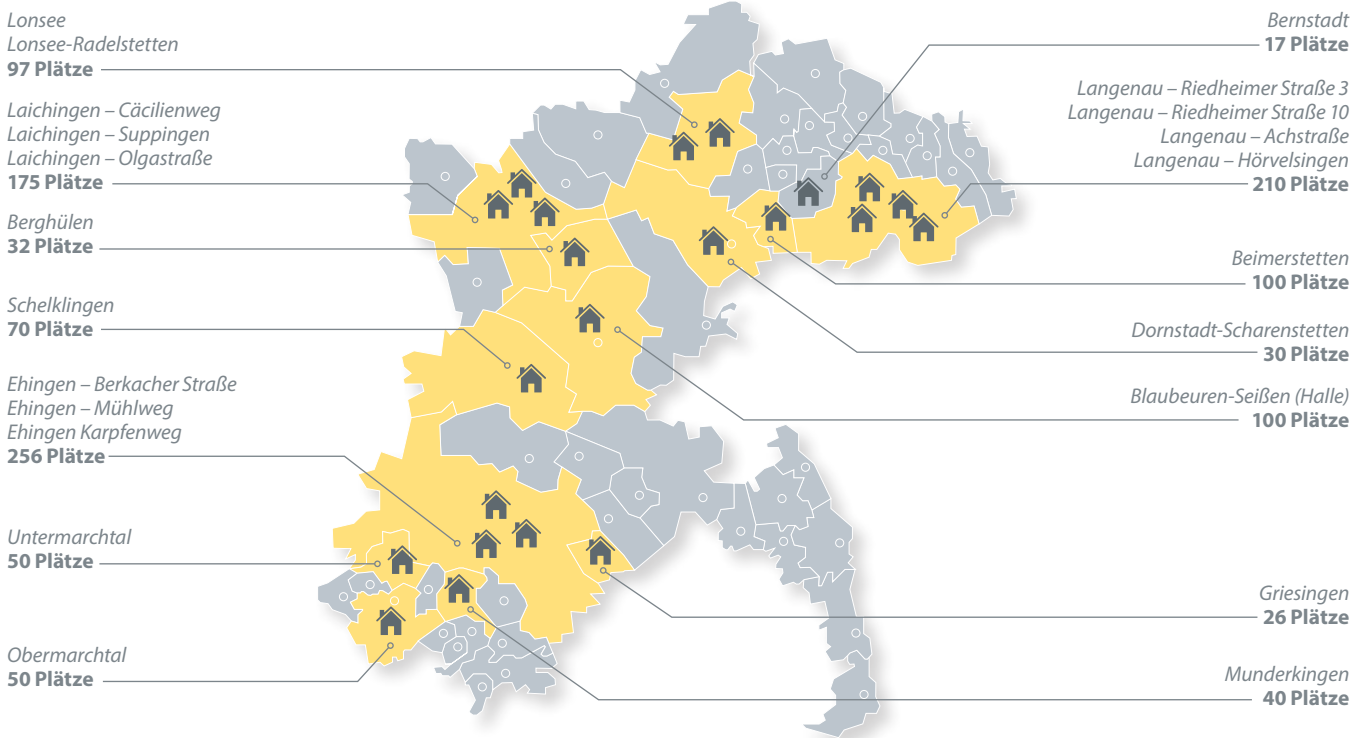 Lonsee
Lonsee-Radelstetten
97 Plätze
Laichingen – Cäcilienweg
Laichingen – Suppingen
Laichingen – Olgastraße
175 Plätze
Berghülen
32 Plätze
Schelklingen
70 Plätze
Ehingen – Berkacher Straße
Ehingen – Mühlweg
Ehingen Karpfenweg
256 Plätze
Untermarchtal
50 Plätze
Obermarchtal
50 Plätze
Bernstadt
17 Plätze
Langenau – Riedheimer Straße 3
Langenau – Riedheimer Straße 10
Langenau – Achstraße
Langenau – Hörvelsingen
210 Plätze
Beimerstetten
100 Plätze
Dornstadt-Scharenstetten
30 Plätze
Blaubeuren-Seißen (Halle)
100 Plätze
Griesingen
26 Plätze
Munderkingen
40 Plätze